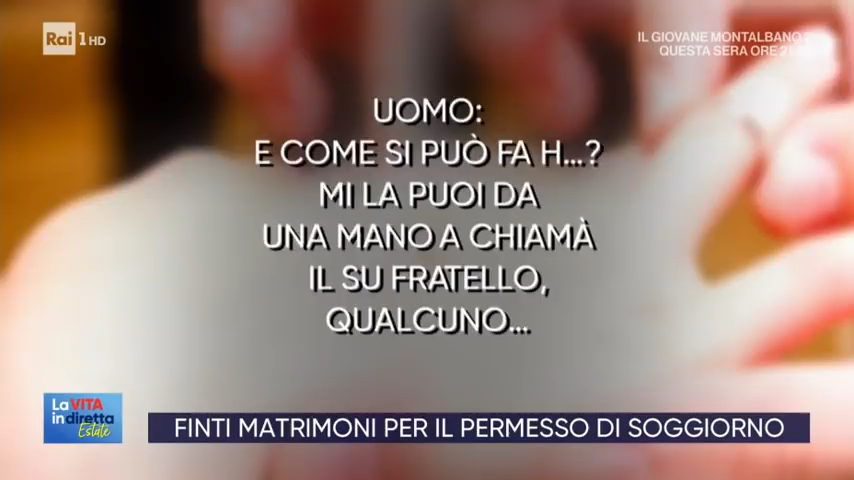 Rai 1 HD
IL GIOVANE MONTALBANO
QUESTA SERA ORE
UOMO:
E COME SI PUÒ FA H...?
MI LA PUOI DA
UNA MANO A CHIAMÀ
IL SU FRATELLO,
QUALCUNO...
La VITA
in diretta
Estate
FINTI MATRIMONI PER IL PERMESSO DI SOGGIORNO